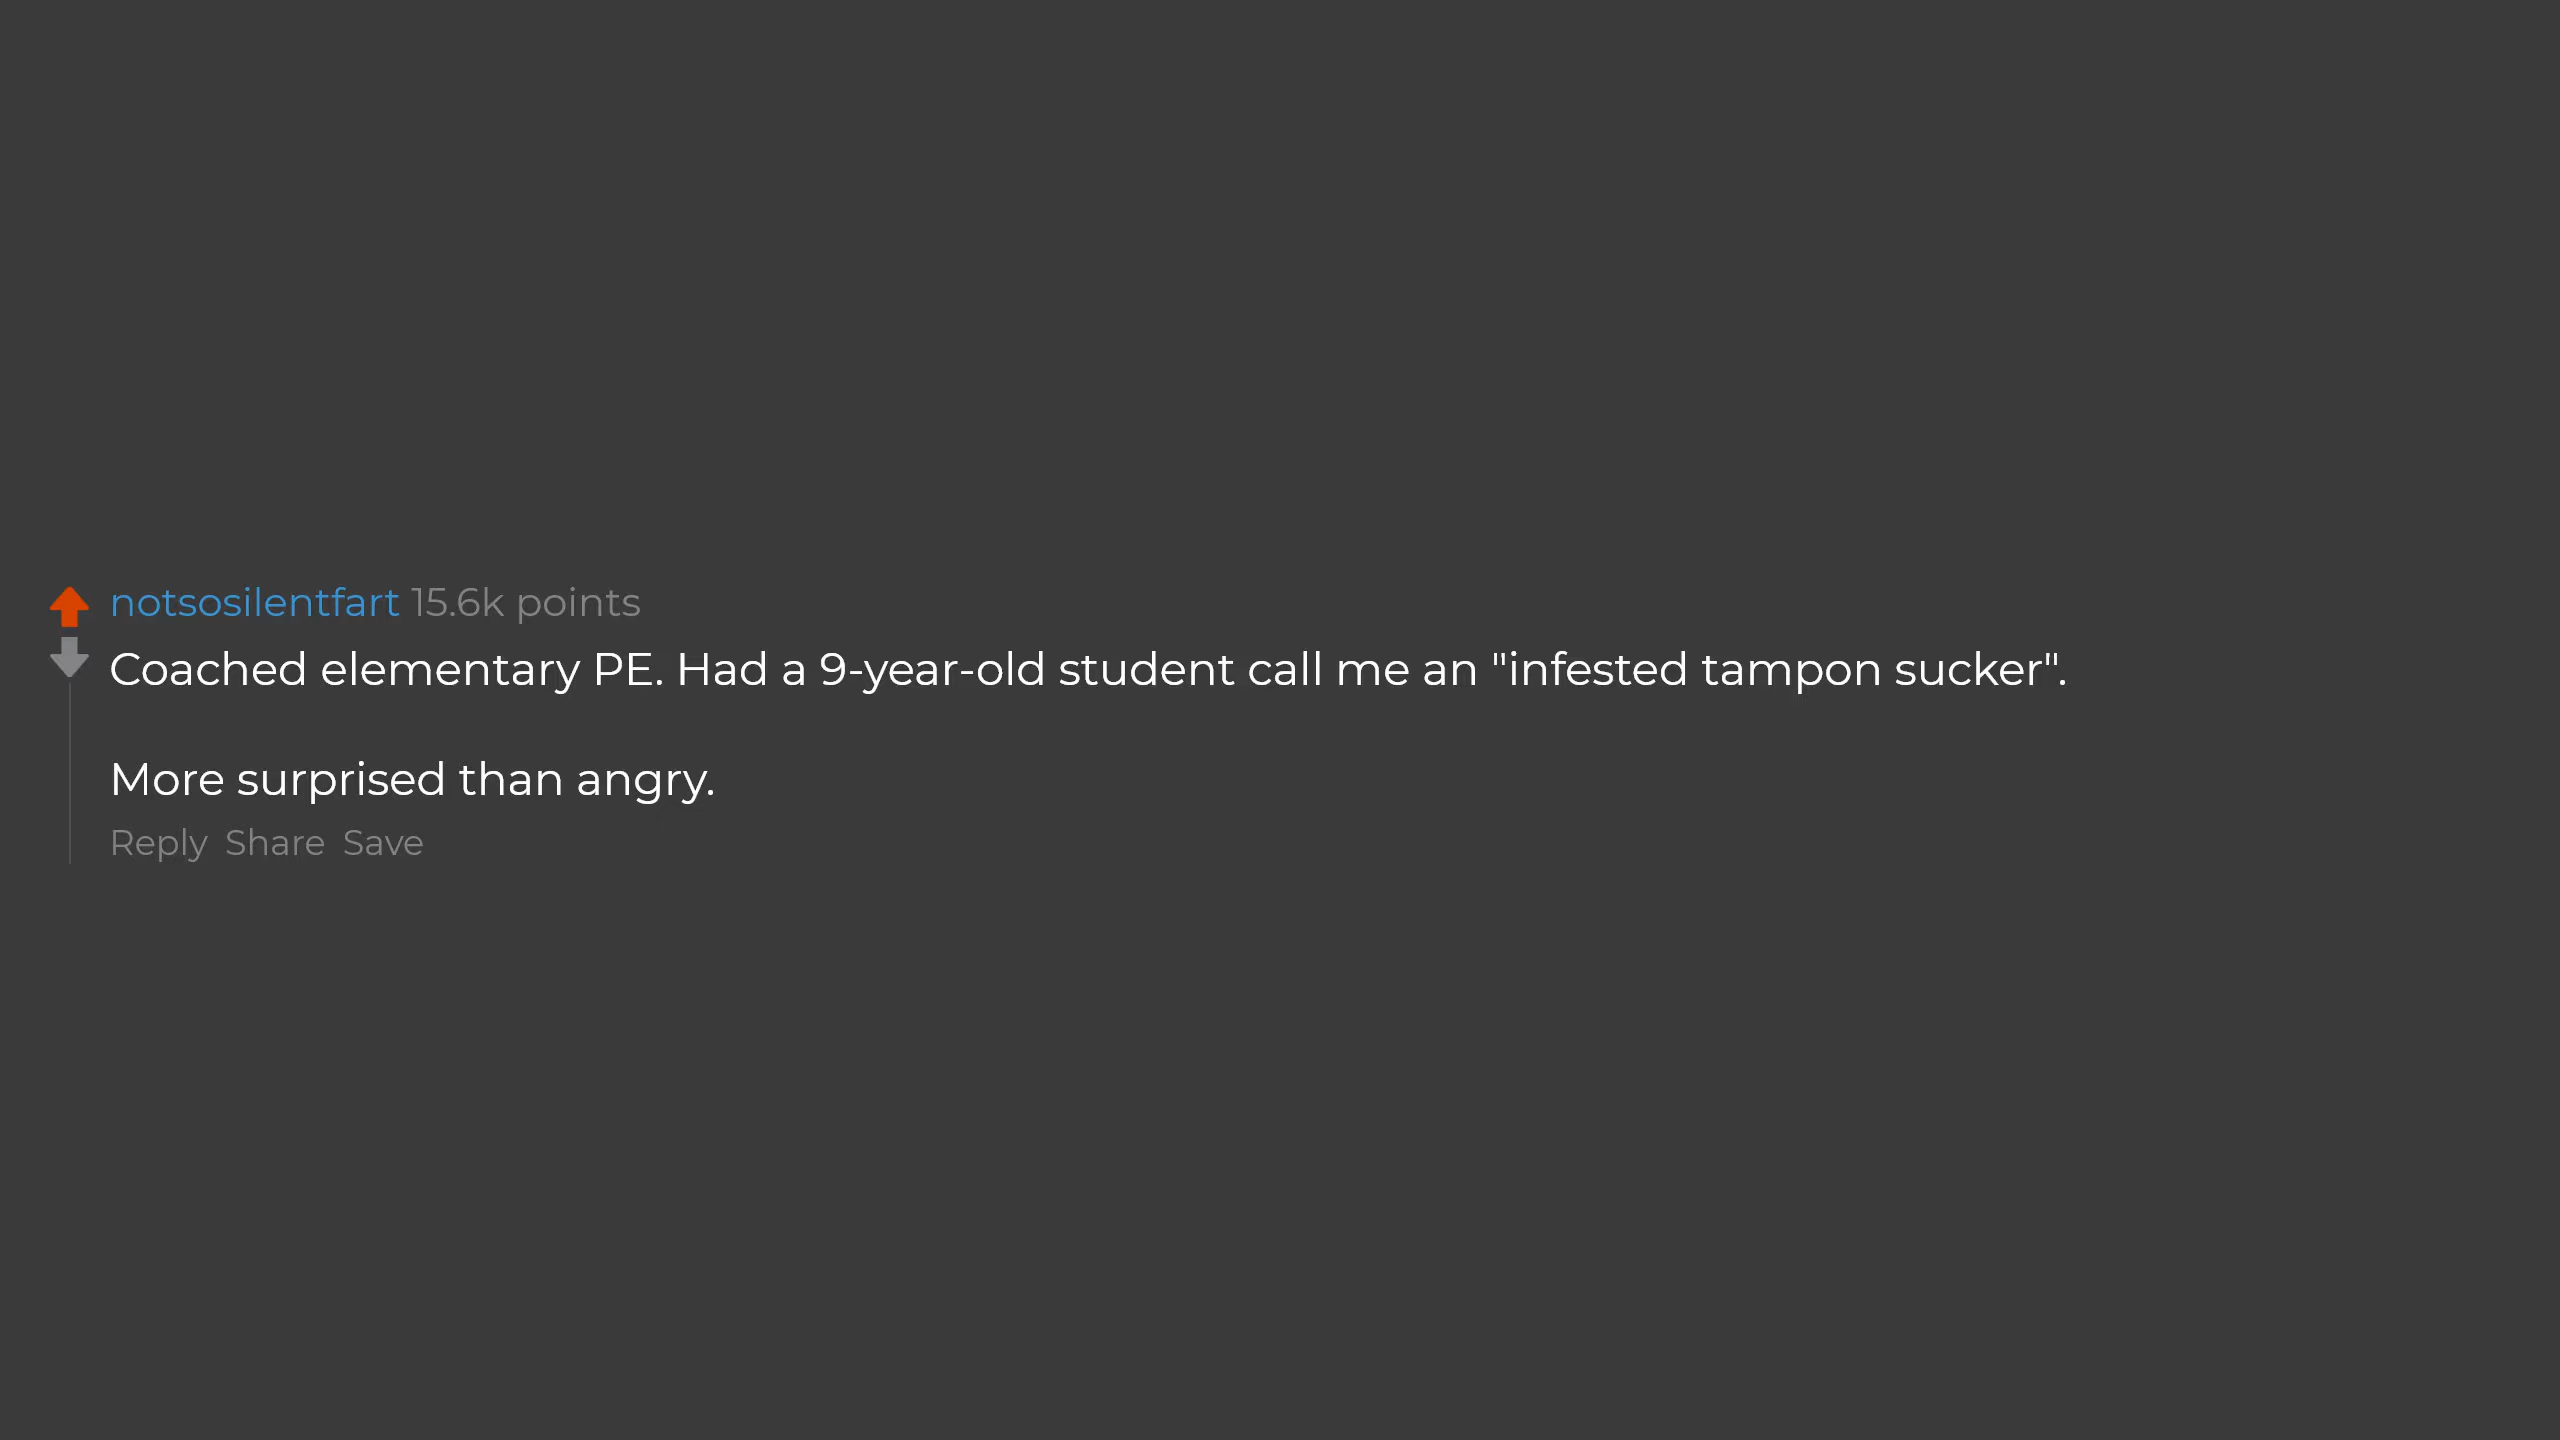 notsosilentfart 15.6k points
Coached elementary PE. Had a 9-year-old student call me an "infested tampon sucker".
More surprised than angry.
Reply Share Save